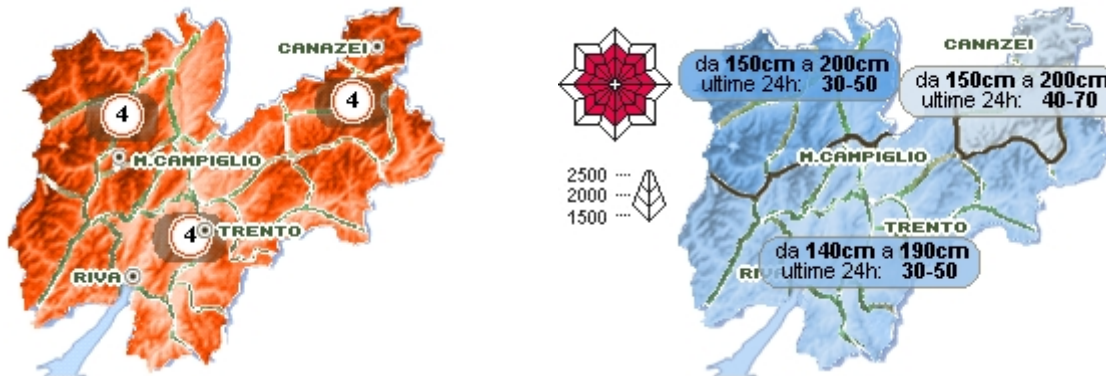 CANAZEI
4
4
M.CAMPIGLIO
4
TRENTO
RIVA
da 150cm a 200cm
ultime 24h: 30-50
CANAZEI
da 150cm a 200cm
ultime 24h: 40-70
M.CAMPIGLIO
2500
2000
1500
TRENTO
da 140cm a 190cm
RI
ultime 24h: 30-50